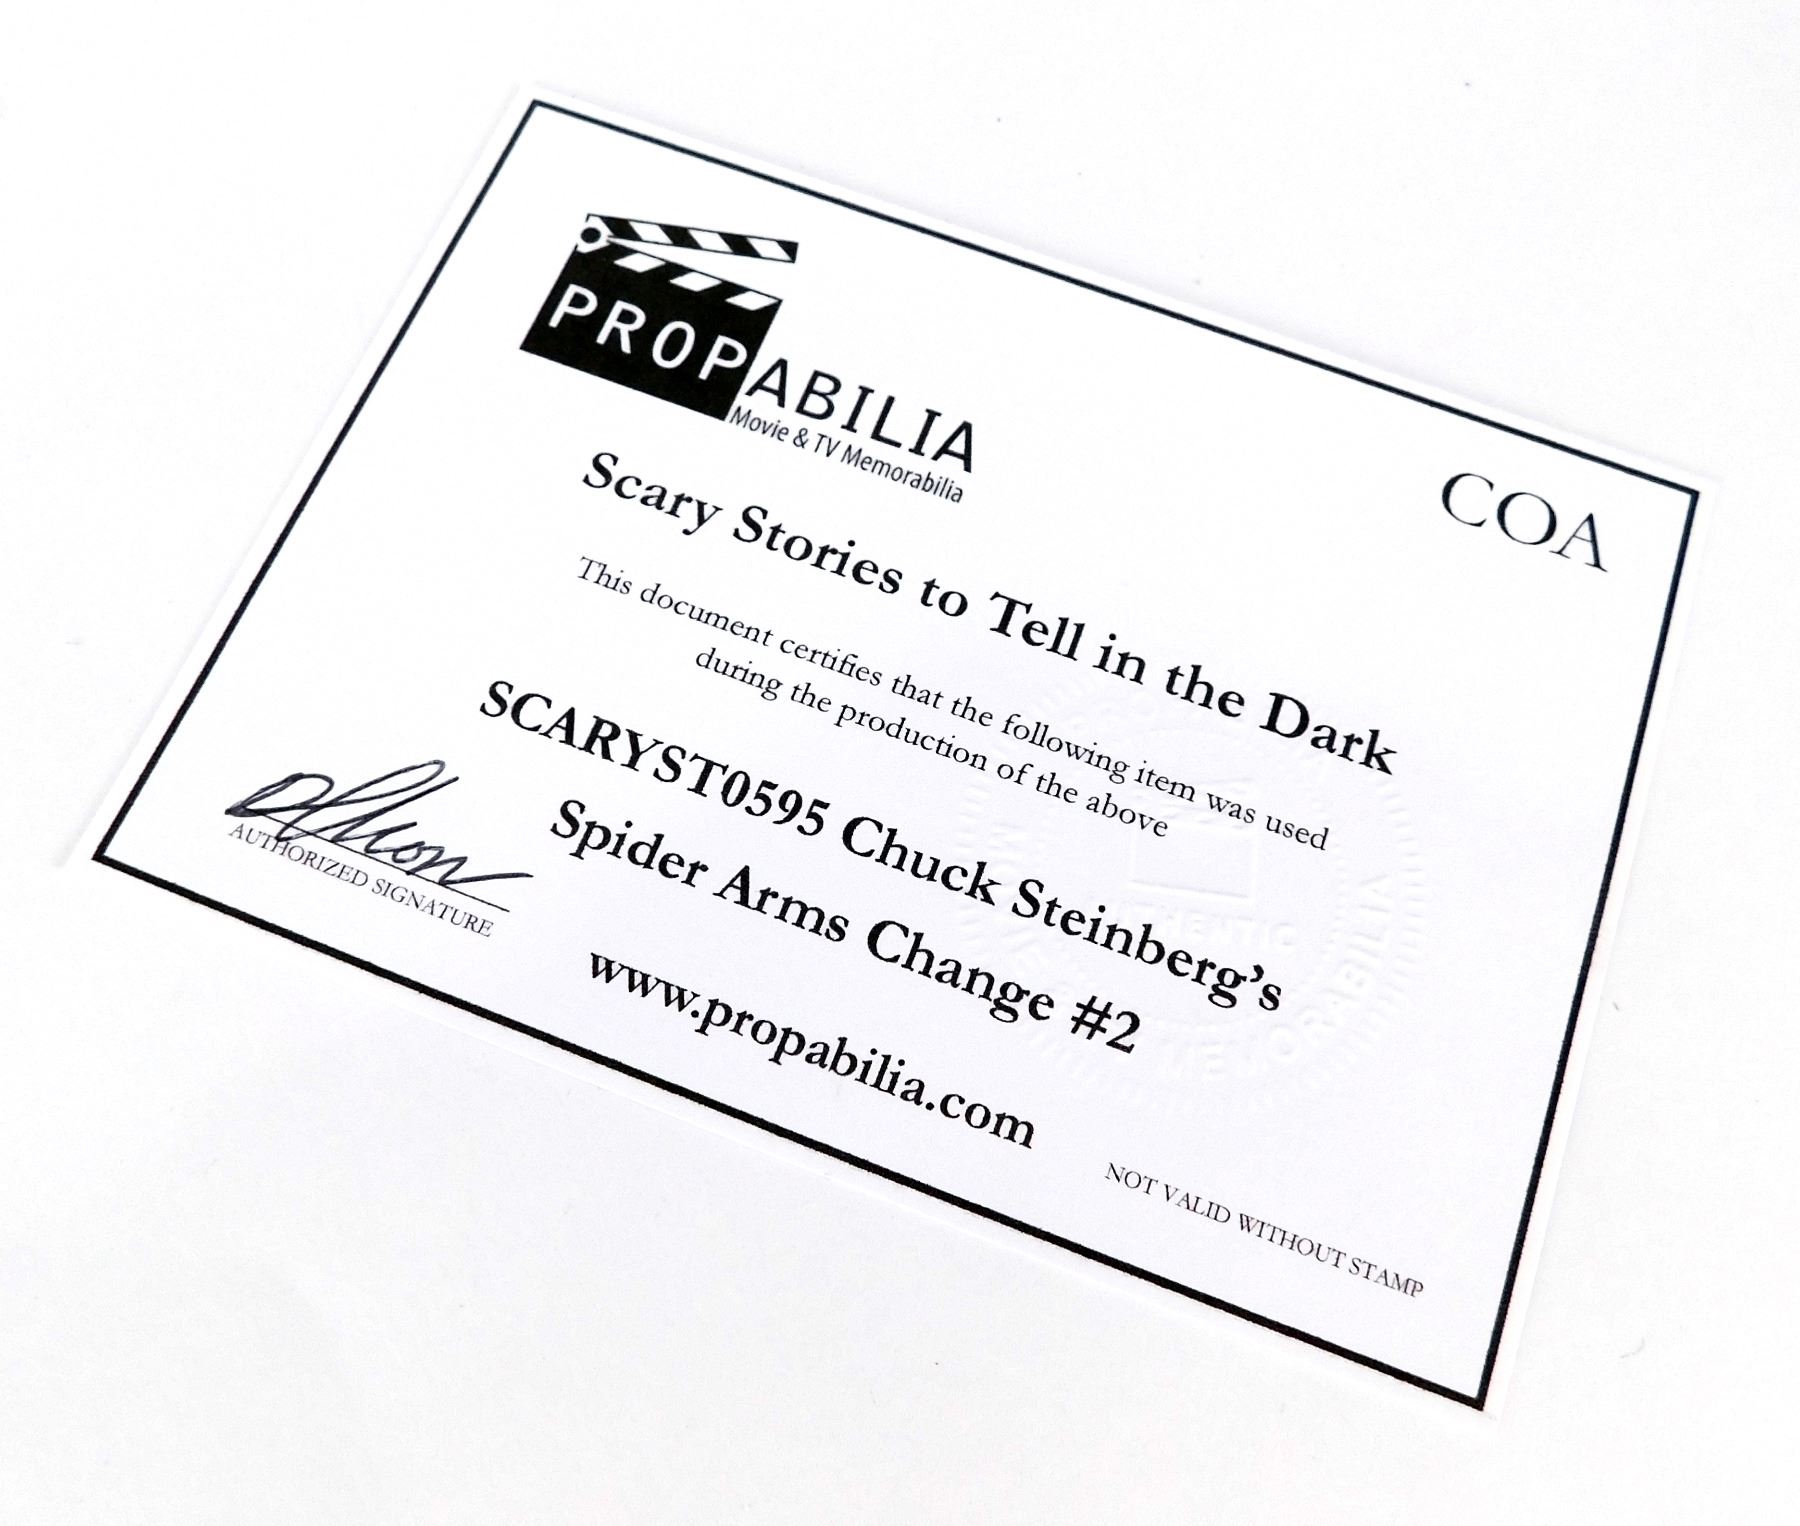 PROPABILIA
Movie & TV Memorabilia
COA
Scary Stories to Tell in the Dark
This document certifies that the following item was used
during the production of the above
SCARYST0595 Chuck Steinberg's
Spider Arms Change #2
www.propabilia.com
AUTHORIZED SIGNATURE
NOT VALID WITHOUT STAMP
AUTHENTIC
MEMORABILIA